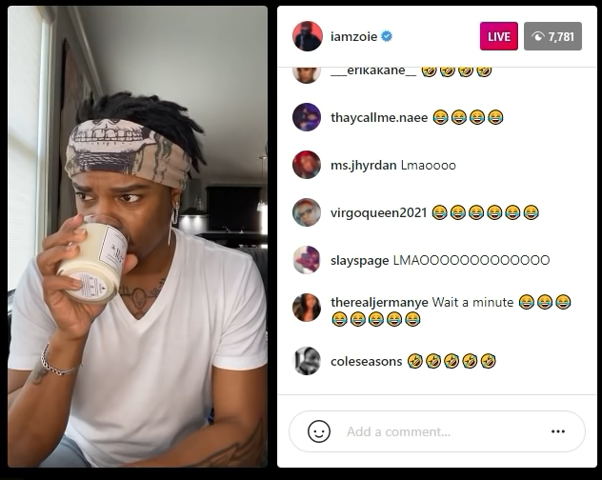 iamzoie
LIVE
7,781
__erikakane__ 🤣🤣🤣🤣
thaycallme.naee 😂😂😂😂
ms.jhyrdan Lmaoooo
virgoqueen2021 😂😂😂😂😂😂
slayspage LMAOOOOOOOOOOOOO
therealjermanye Wait a minute 😂😂😂
😂😂😂😂😂
coleseasons 🤣🤣🤣🤣🤣
Add a comment...